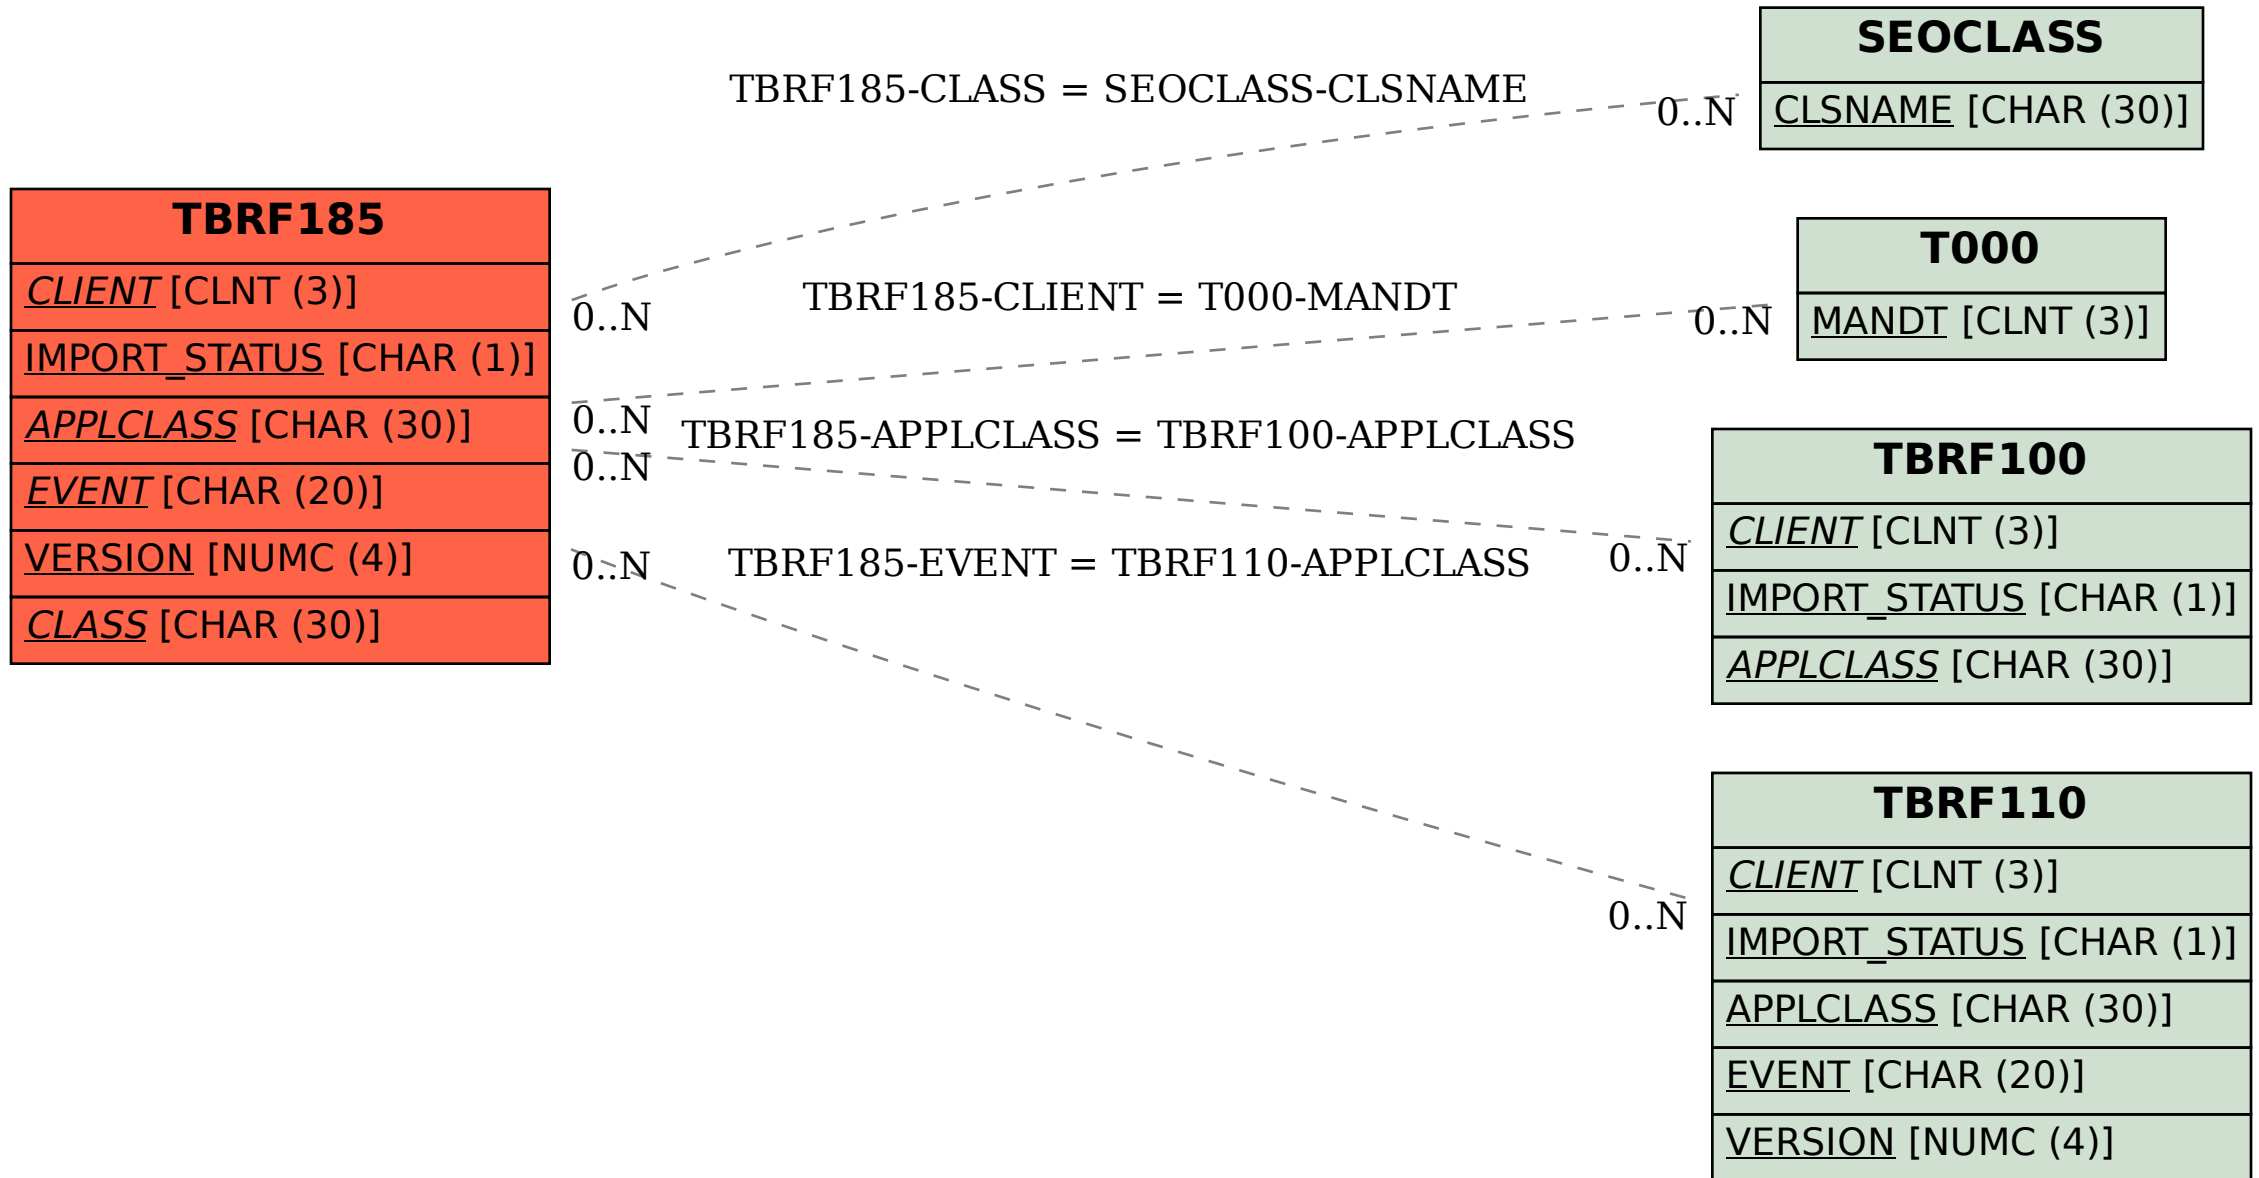 SEOCLASS
CLSNAME [CHAR (30)]
TBRF185-CLASS = SEOCLASS-CLSNAME
0..N
0..N
TBRF185
CLIENT [CLNT (3)]
IMPORT_STATUS [CHAR (1)]
APPLCLASS [CHAR (30)]
EVENT [CHAR (20)]
VERSION [NUMC (4)]
CLASS [CHAR (30)]
T000
MANDT [CLNT (3)]
TBRF185-CLIENT = T000-MANDT
0..N
0..N
TBRF185-APPLCLASS = TBRF100-APPLCLASS
0..N
0..N
TBRF100
CLIENT [CLNT (3)]
IMPORT_STATUS [CHAR (1)]
APPLCLASS [CHAR (30)]
TBRF185-EVENT = TBRF110-APPLCLASS
0..N
0..N
TBRF110
CLIENT [CLNT (3)]
IMPORT_STATUS [CHAR (1)]
APPLCLASS [CHAR (30)]
EVENT [CHAR (20)]
VERSION [NUMC (4)]